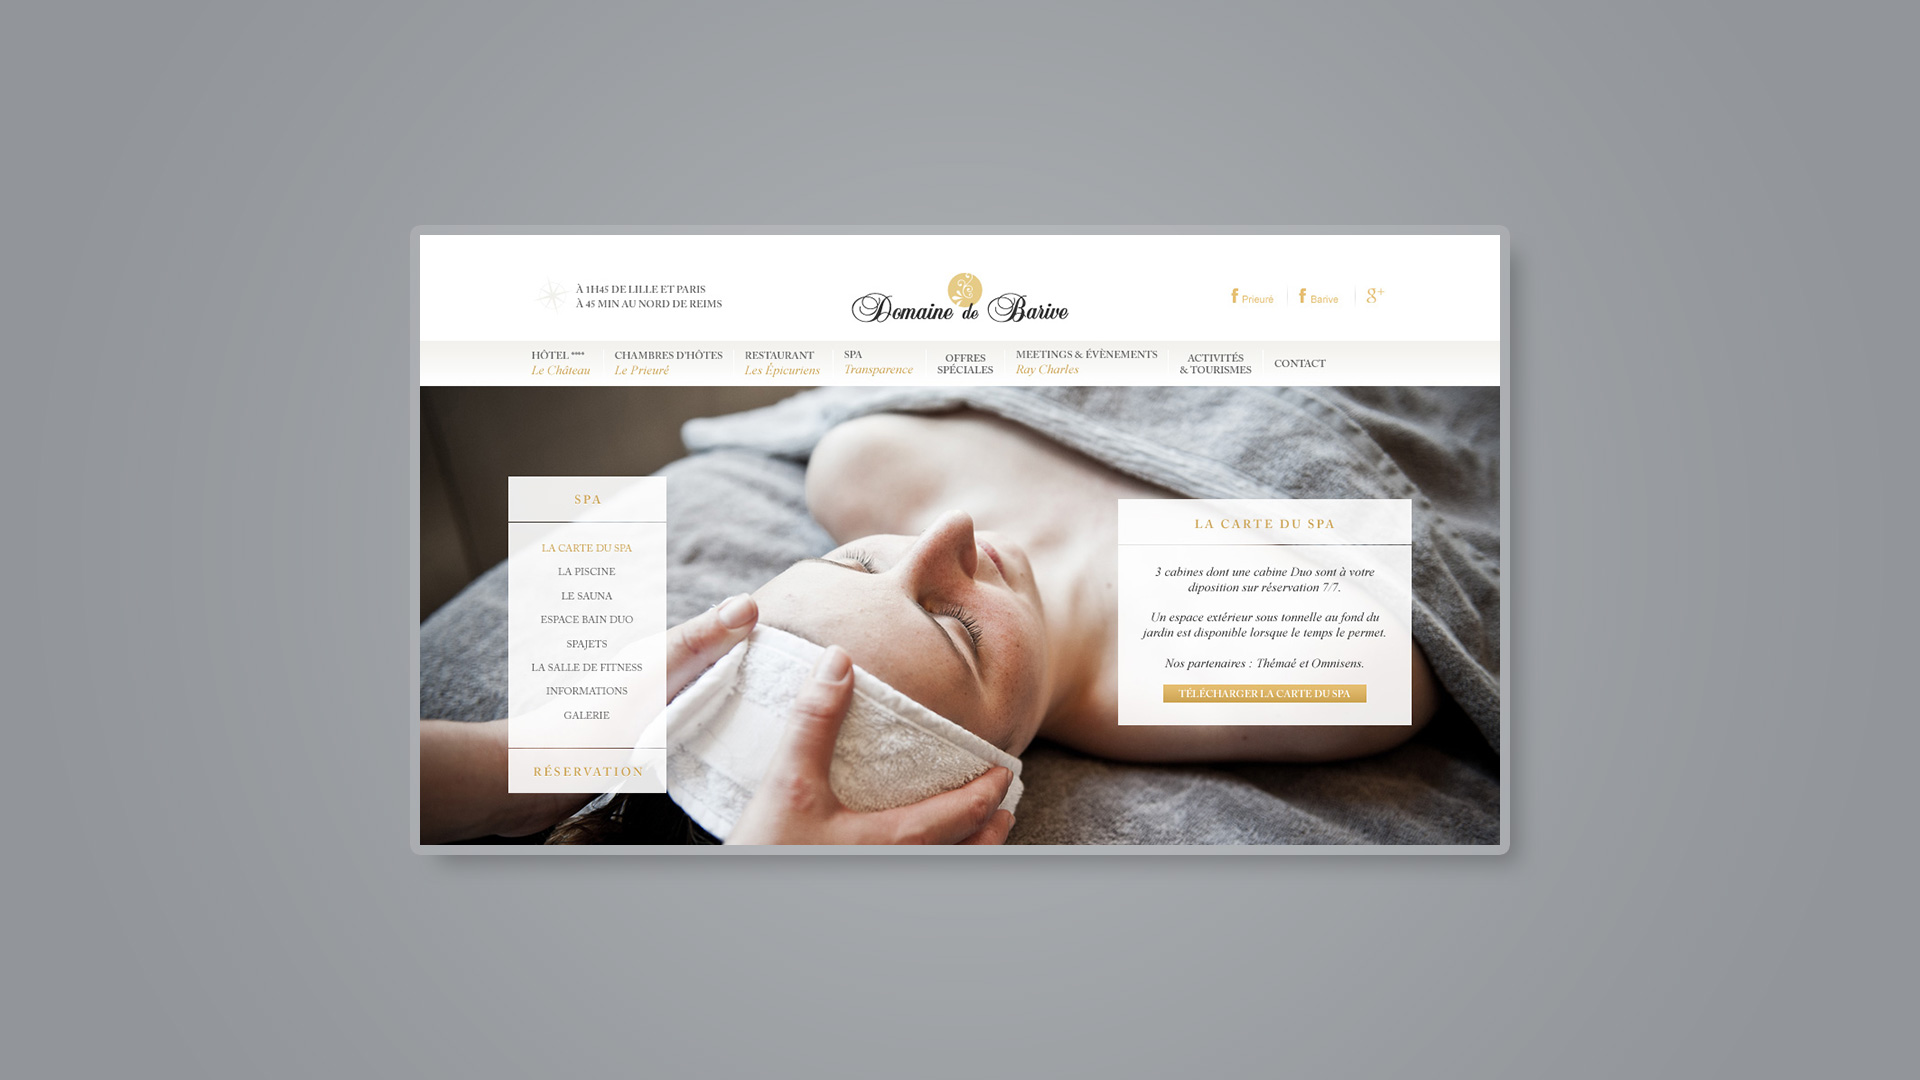 À 1H45 DE LILLE ET PARIS
À 45 MIN AU NORD DE REIMS
Domaine de Barive
Prieuré
Barive
g+
HÔTEL ****
Le Château
CHAMBRES D'HÔTES
Le Prieuré
RESTAURANT
Les Épicuriens
SPA
Transparence
OFFRES
SPÉCIALES
MEETINGS & ÉVÈNEMENTS
Ray Charles
ACTIVITÉS
& TOURISMES
CONTACT
SPA
LA CARTE DU SPA
LA PISCINE
LE SAUNA
ESPACE BAIN DUO
SPAJETS
LA SALLE DE FITNESS
INFORMATIONS
GALERIE
RÉSERVATION
LA CARTE DU SPA
3 cabines dont une cabine Duo sont à votre
diposition sur réservation 7/7.
Un espace extérieur sous tonnelle au fond du
jardin est disponible lorsque le temps le permet.
Nos partenaires : Thémaé et Omnisens.
TÉLÉCHARGER LA CARTE DU SPA